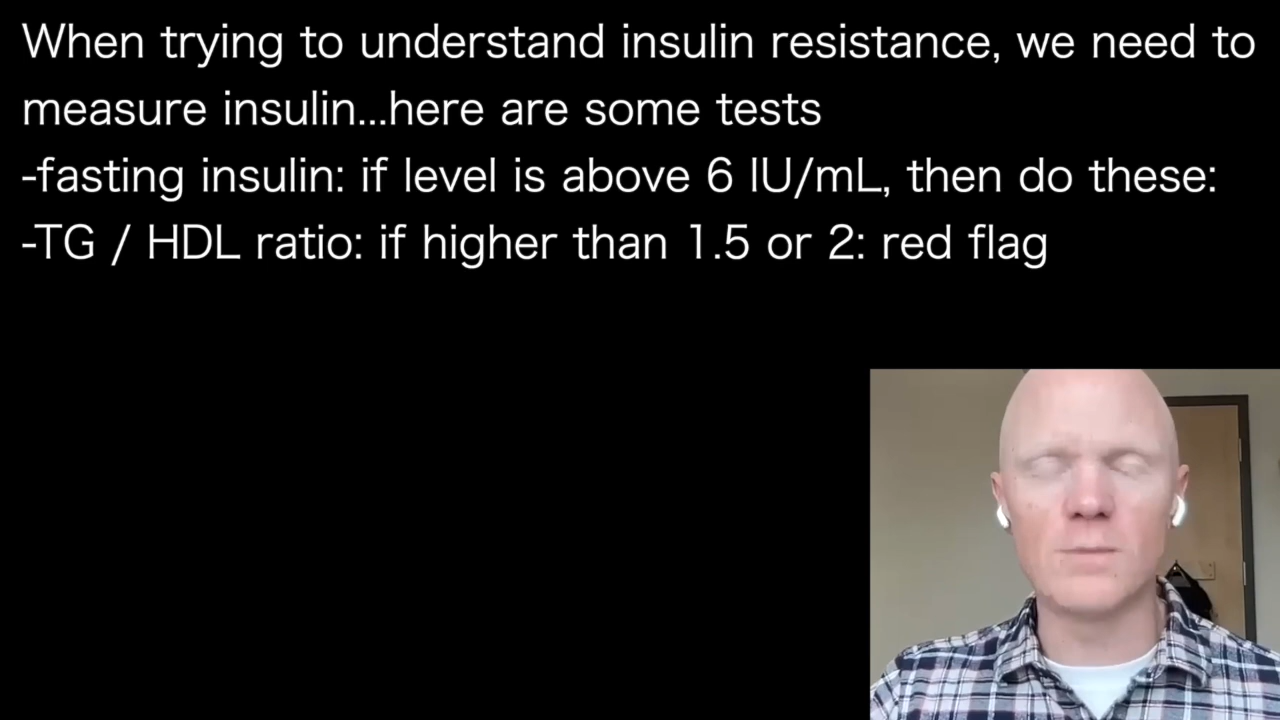 When trying to understand insulin resistance, we need to
measure insulin...here are some tests
-fasting insulin: if level is above 6 IU/mL, then do these:
-TG / HDL ratio: if higher than 1.5 or 2: red flag